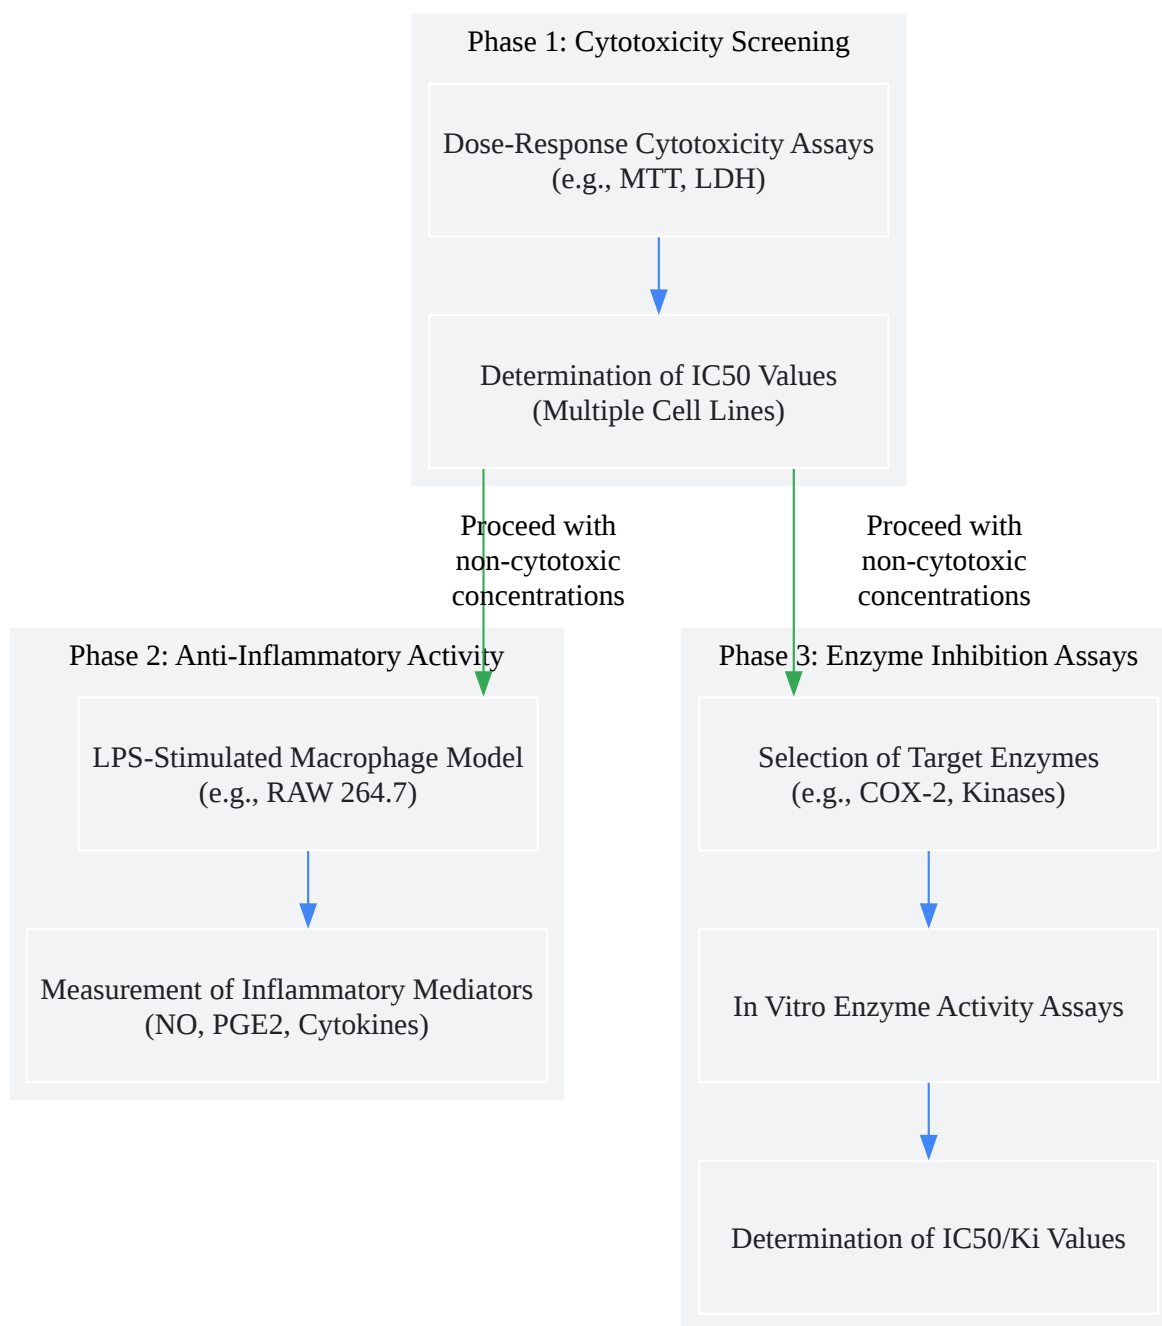 Phase 1: Cytotoxicity Screening
Dose-Response Cytotoxicity Assays
(e.g., MTT, LDH)
Determination of IC50 Values
(Multiple Cell Lines)
Proceed with
non-cytotoxic
concentrations
Proceed with
non-cytotoxic
concentrations
Phase 2: Anti-Inflammatory Activity
LPS-Stimulated Macrophage Model
(e.g., RAW 264.7)
Measurement of Inflammatory Mediators
(NO, PGE2, Cytokines)
Phase 3: Enzyme Inhibition Assays
Selection of Target Enzymes
(e.g., COX-2, Kinases)
In Vitro Enzyme Activity Assays
Determination of IC50/Ki Values